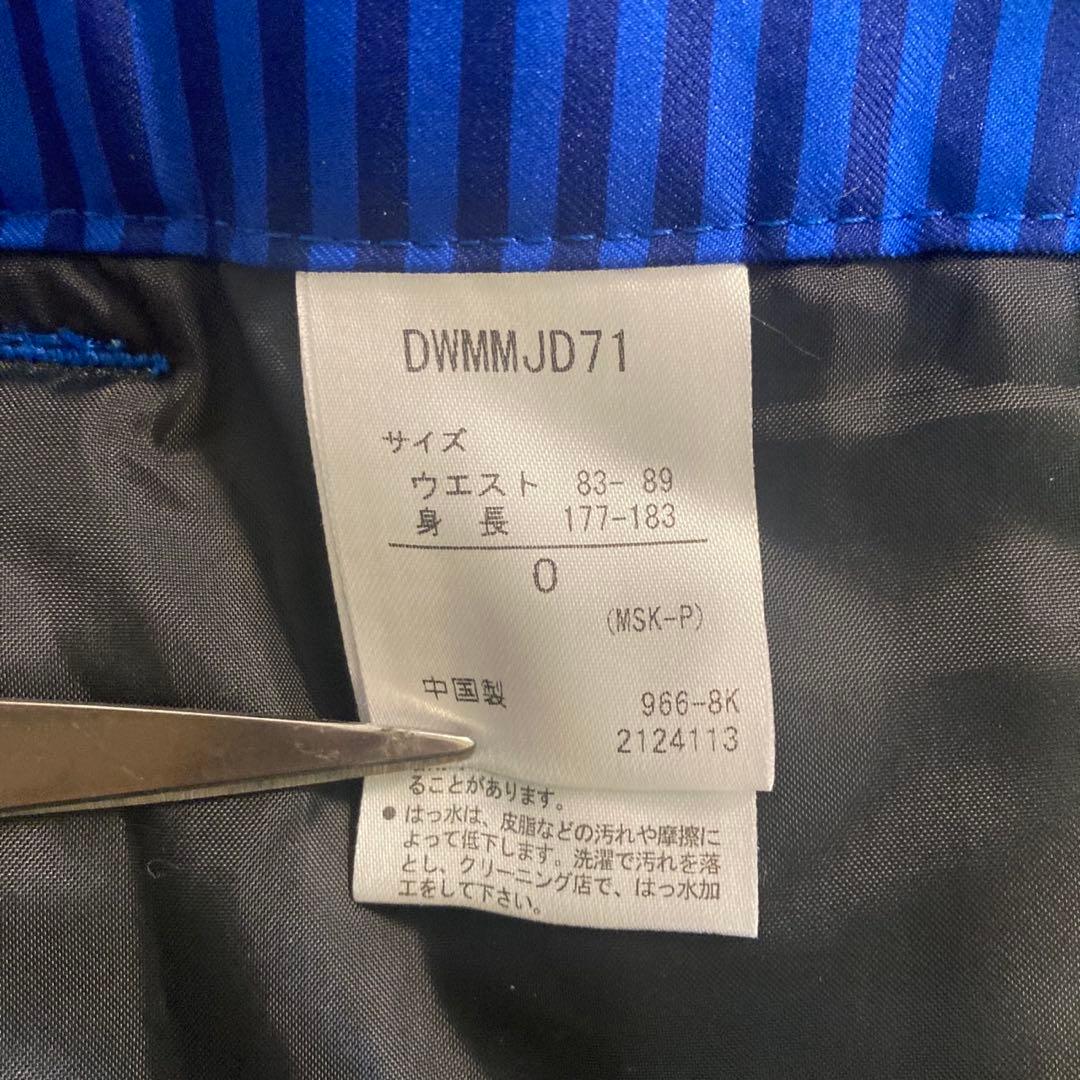 DWMMJD71
サイズ
ウエスト 83- 89
身 長 177-183
O
(MSK-P)
中国製 966-8K
2124113
ることがあります。
● はっ水は、皮脂などの汚れや摩擦に
よって低下します。洗濯で汚れを落
とし、クリーニング店で、はっ水加
工をして下さい。